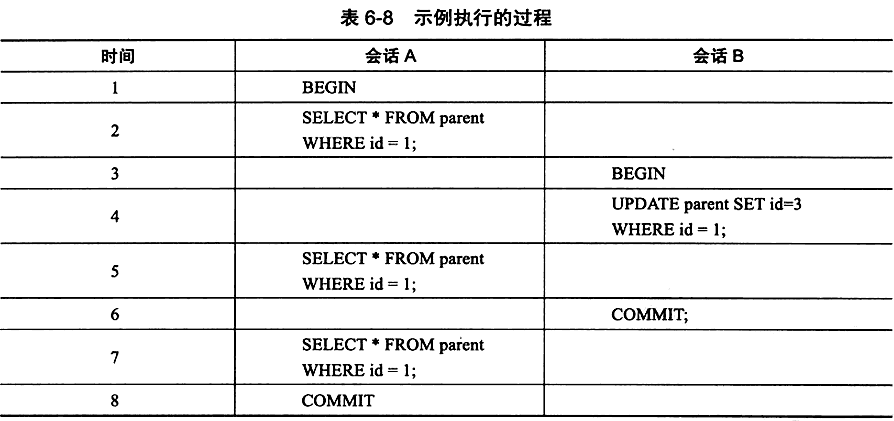 表 6-8 示例执行的过程
时间 会话 A 会话 B
1 BEGIN
2 SELECT * FROM parent
WHERE id = 1;
3 BEGIN
4 UPDATE parent SET id=3
WHERE id = 1;
5 SELECT * FROM parent
WHERE id = 1;
6 COMMIT;
7 SELECT * FROM parent
WHERE id = 1;
8 COMMIT